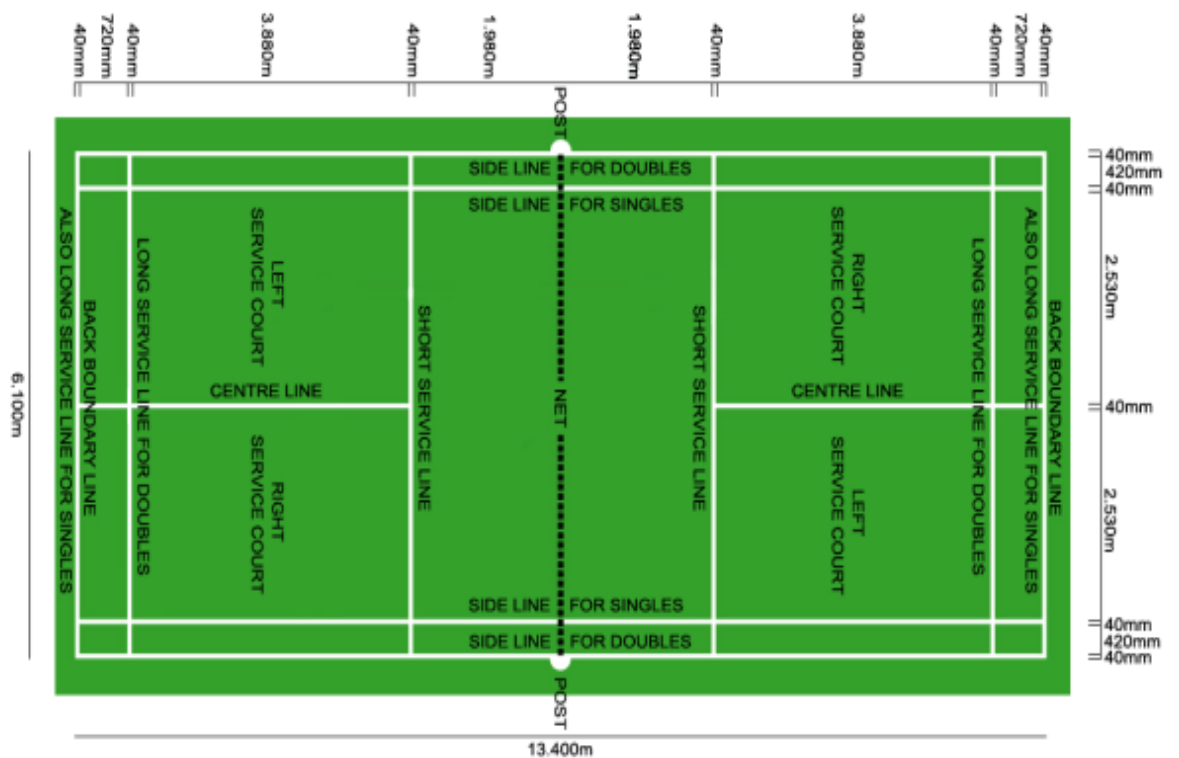 40mm
720mm
40mm
3.880m
40mm
1.980m
1.980m
40mm
3.880m
40mm
720mm
40mm
POST
SIDE LINE FOR DOUBLES
SIDE LINE FOR SINGLES
40mm
420mm
40mm
ALSO LONG SERVICE LINE FOR SINGLES
BACK BOUNDARY LINE
LONG SERVICE LINE FOR DOUBLES
LEFT
SERVICE COURT
SHORT SERVICE LINE
SHORT SERVICE LINE
RIGHT
SERVICE COURT
LONG SERVICE LINE FOR DOUBLES
ALSO LONG SERVICE LINE FOR SINGLES
BACK BOUNDARY LINE
2.530m
6.100m
CENTRE LINE
NET
CENTRE LINE
40mm
RIGHT
SERVICE COURT
LEFT
SERVICE COURT
2.530m
SIDE LINE FOR SINGLES
SIDE LINE FOR DOUBLES
40mm
420mm
40mm
POST
13.400m